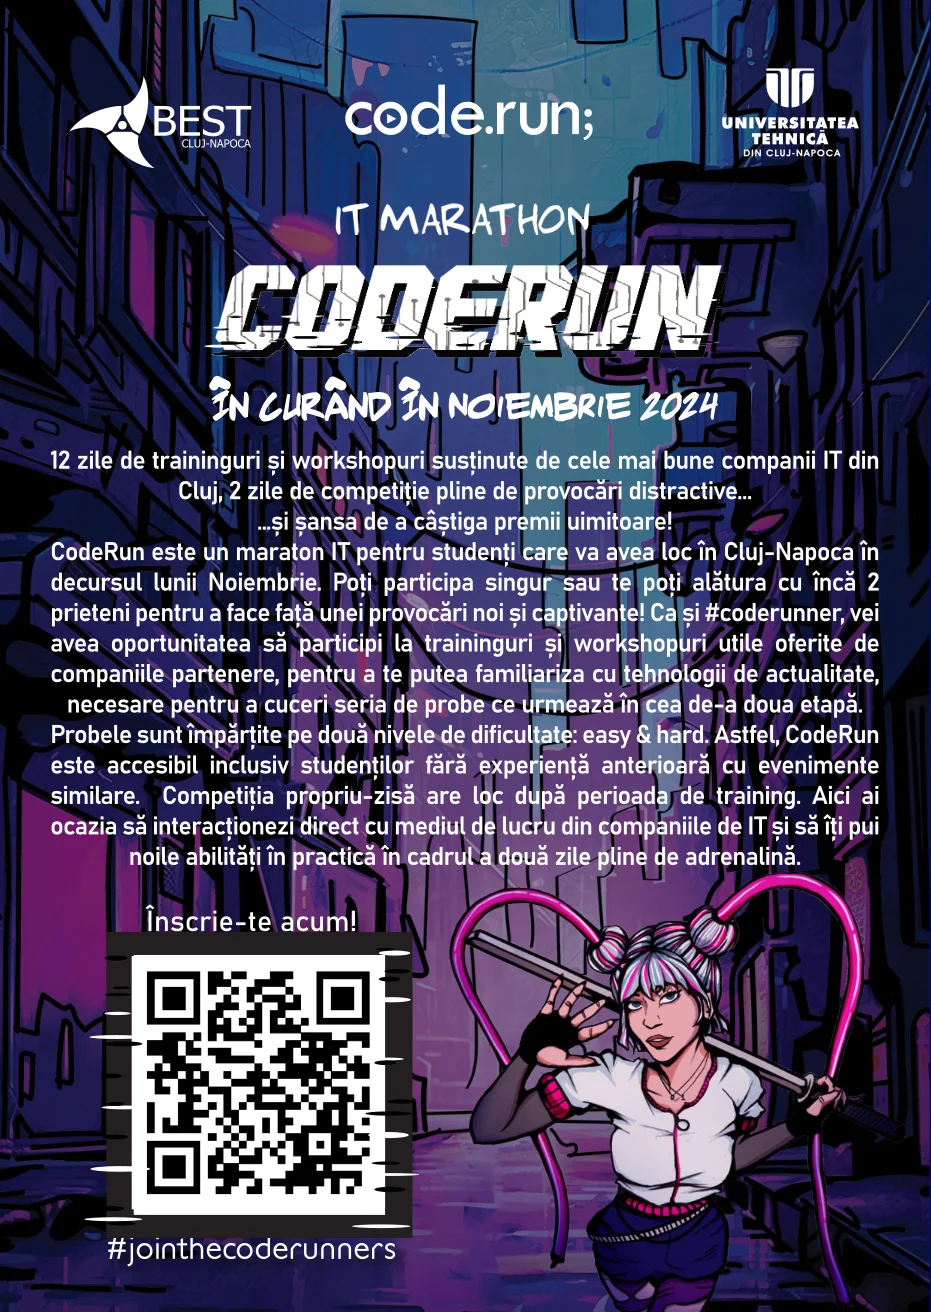 BEST
CLUJ-NAPOCA
code.run;
UNIVERSITATEA
TEHNICĂ
DIN CLUJ-NAPOCA
IT MARATHON
CODERUN
ÎN CURÂND ÎN NOIEMBRIE 2024
12 zile de traininguri și workshopuri susținute de cele mai bune companii IT din
Cluj, 2 zile de competiție pline de provocări distractive...
...și șansa de a câștiga premii uimitoare!
CodeRun este un maraton IT pentru studenți care va avea loc în Cluj-Napoca în
decursul lunii Noiembrie. Poți participa singur sau te poți alătura cu încă 2
prieteni pentru a face față unei provocări noi și captivante! Ca și #coderunner, vei
avea oportunitatea să participi la traininguri și workshopuri utile oferite de
companiile partenere, pentru a te putea familiariza cu tehnologii de actualitate,
necesare pentru a cuceri seria de probe ce urmează în cea de-a doua etapă.
Probele sunt împărțite pe două nivele de dificultate: easy & hard. Astfel, CodeRun
este accesibil inclusiv studenților fără experiență anterioară cu evenimente
similare. Competiția propriu-zisă are loc după perioada de training. Aici ai
ocazia să interacționezi direct cu mediul de lucru din companiile de IT și să îți pui
noile abilități în practică în cadrul a două zile pline de adrenalină.
Înscrie-te acum!
#jointhecoderunners